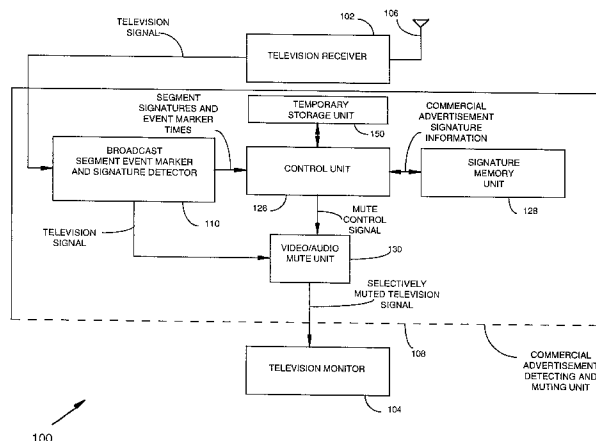 TELEVISION
SIGNAL
102
106
TELEVISION RECEIVER
SEGMENT
SIGNATURES AND
EVENT MARKER
TIMES
TEMPORARY
STORAGE UNIT
150
COMMERCIAL
ADVERTISEMENT
SIGNATURE
INFORMATION
BROADCAST
SEGMENT EVENT MARKER
AND SIGNATURE DETECTOR
110
CONTROL UNIT
126
SIGNATURE
MEMORY
UNIT
128
TELEVISION
SIGNAL
MUTE
CONTROL
SIGNAL
VIDEO/AUDIO
MUTE UNIT
130
SELECTIVELY
MUTED TELEVISION
SIGNAL
108
TELEVISION MONITOR
104
COMMERCIAL
ADVERTISEMENT
DETECTING AND
MUTING UNIT
100